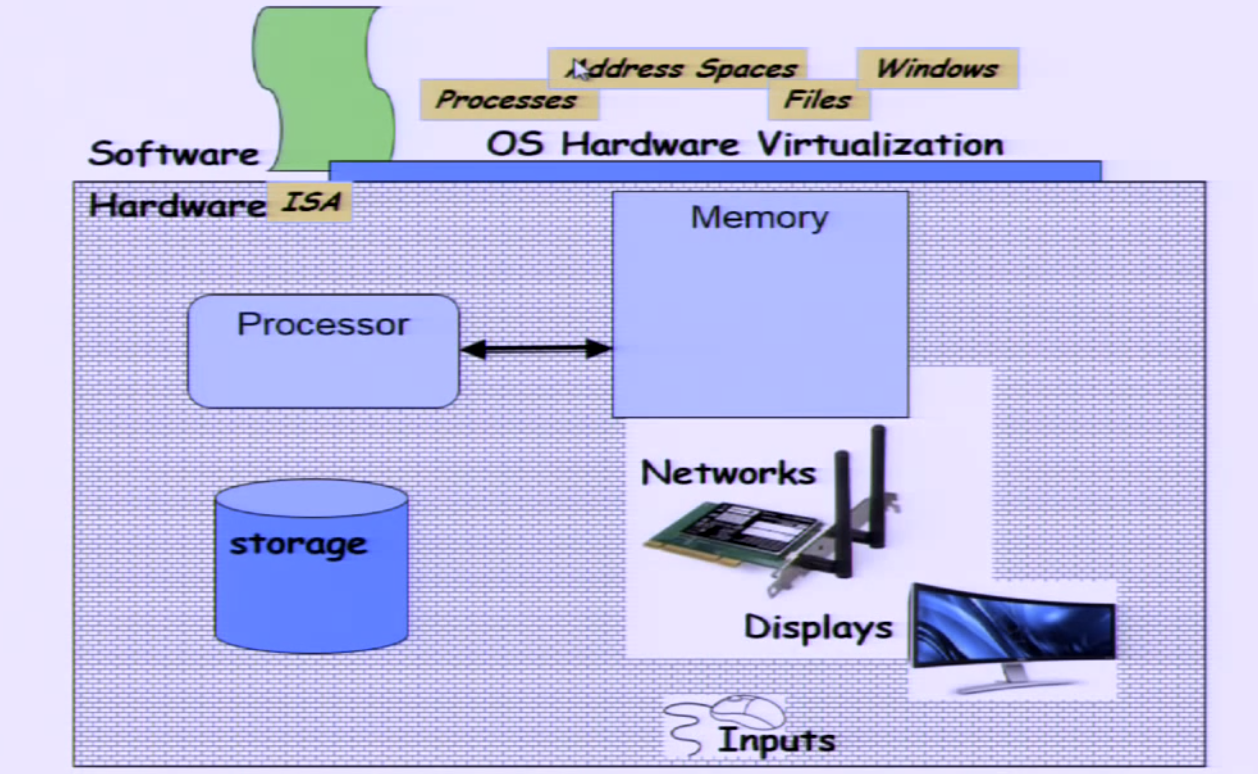 Address Spaces
Windows
Processes
Files
Software
OS Hardware Virtualization
Hardware
ISA
Memory
Processor
Networks
storage
Displays
Inputs